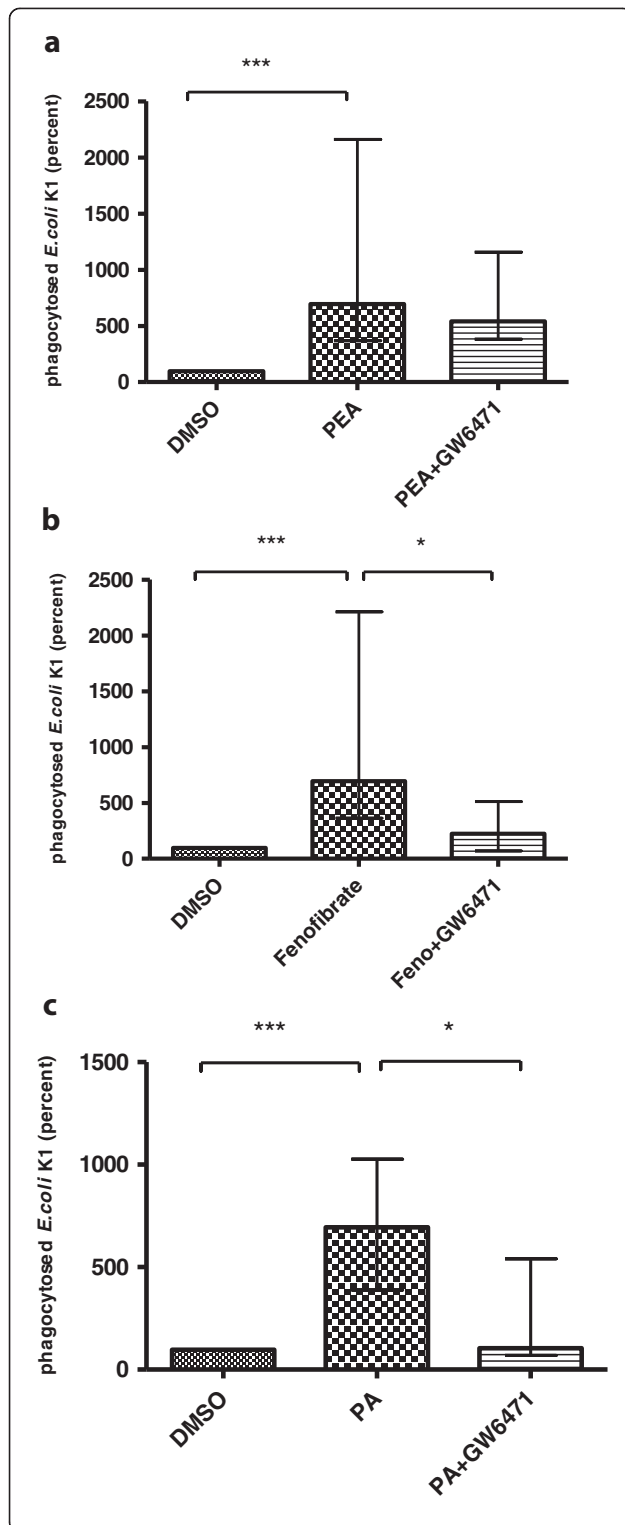 a
***
phagocytosed E.coli K1 (percent)
2500
2000
1500
1000
500
0
DMSO
PEA
PEA+GW6471
b
*** *
phagocytosed E.coli K1 (percent)
2500
2000
1500
1000
500
0
DMSO
Fenofibrate
Feno+GW6471
c
*** *
phagocytosed E.coli K1 (percent)
1500
1000
500
0
DMSO
PA
PA+GW6471